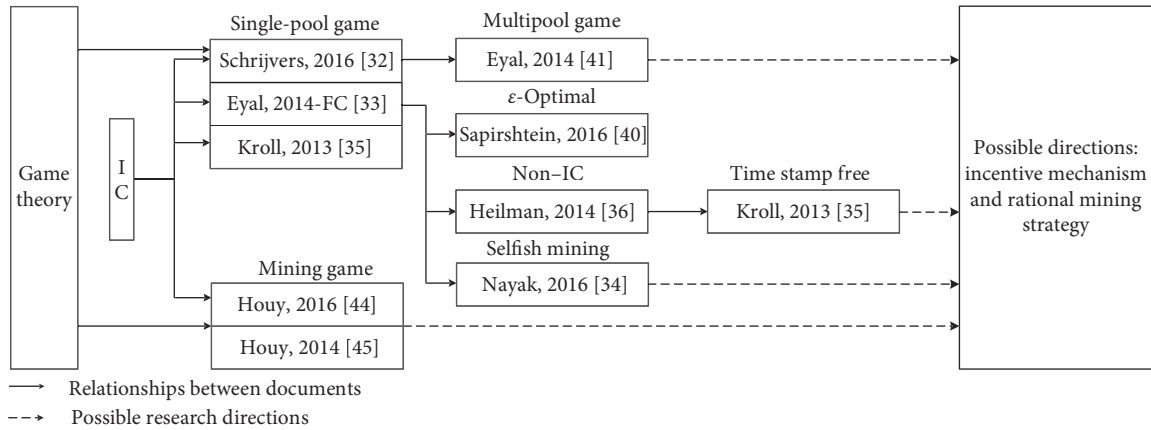 Game
theory
I
C
Single-pool game
Schrijvers, 2016 [32]
Eyal, 2014-FC [33]
Kroll, 2013 [35]
Mining game
Houy, 2016 [44]
Houy, 2014 [45]
Multipool game
Eyal, 2014 [41]
ε-Optimal
Sapirshtein, 2016 [40]
Non–IC
Heilman, 2014 [36]
Selfish mining
Nayak, 2016 [34]
Time stamp free
Kroll, 2013 [35]
Possible directions:
incentive mechanism
and rational mining
strategy
Relationships between documents
Possible research directions